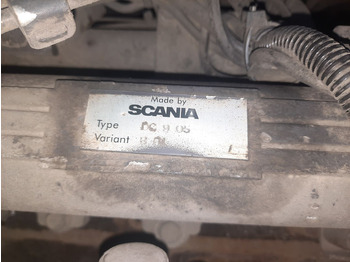 Made by
SCANIA
Type DC 9 05
Variant